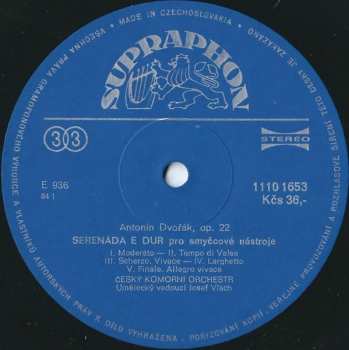 MADE IN CZECHOSLOVAKIA • VŠECHNA PRÁVA GRAMOFONOVÉHO VÝROBCE A VLASTNÍKŮ AUTORSKÝCH PRÁV K DÍLU VYHRAZENA. POŘIZOVÁNÍ KOPIÍ, VEŘEJNÉ PROVOZOVÁNÍ A ROZHLASOVÉ ŠÍŘENÍ TÉTO DESKY JE ZAKÁZÁNO
SUPRAPHON
33
STEREO
E 936
84 1
1110 1653
Kčs 36,-
Antonín Dvořák, op. 22
SERENÁDA E DUR pro smyčcové nástroje
I. Moderato — II. Tempo di Valse
III. Scherzo. Vivace — IV. Larghetto
V. Finale. Allegro vivace
ČESKÝ KOMORNÍ ORCHESTR
Umělecký vedoucí Josef Vlach